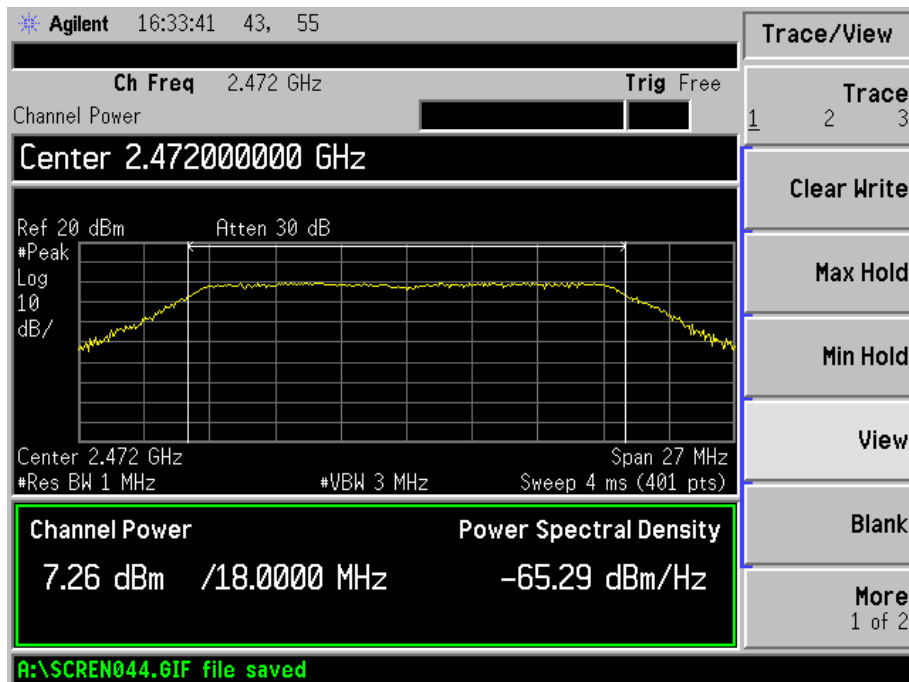 Agilent 16:33:41 43, 55
Trace/View
Ch Freq 2.472 GHz Trig Free
Channel Power
Trace
1 2 3
Center 2.472000000 GHz
Clear Write
Ref 20 dBm Atten 30 dB
#Peak
Log
10
dB/
Max Hold
Min Hold
Center 2.472 GHz Span 27 MHz
#Res BW 1 MHz #VBW 3 MHz Sweep 4 ms (401 pts)
View
Channel Power Power Spectral Density
7.26 dBm /18.0000 MHz -65.29 dBm/Hz
Blank
More
1 of 2
A:\SCREN044.GIF file saved